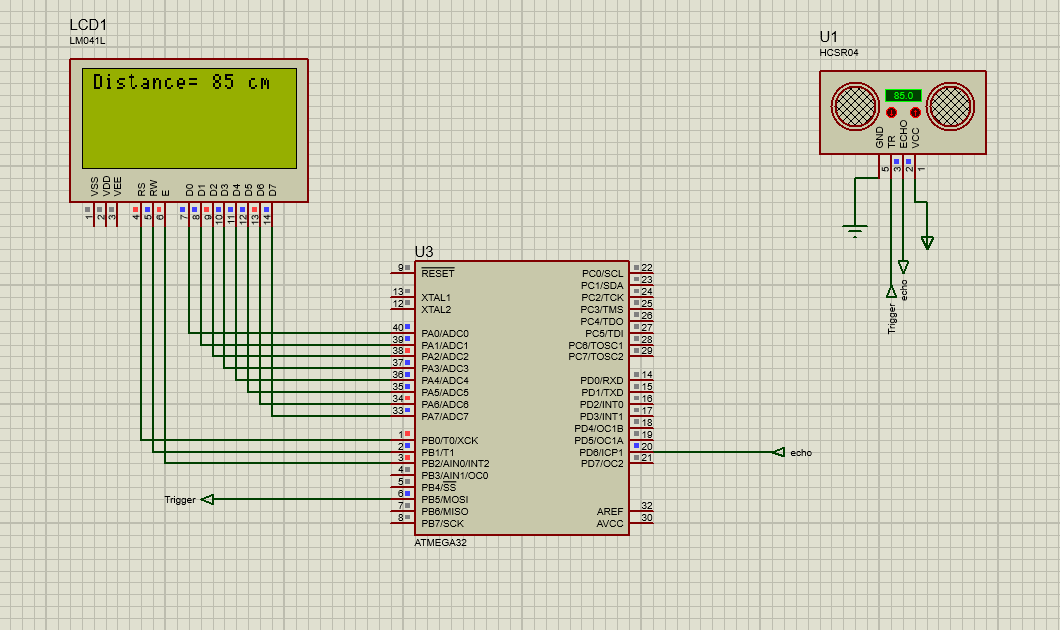 LCD1
LM041L
Distance= 85 cm
VSS VDD VEE RS RW E D0 D1 D2 D3 D4 D5 D6 D7
1 2 3 4 5 6 7 8 9 10 11 12 13 14
U1
HCSR04
85.0
GND TR ECHO VCC
5 3 2 1
Trigger
echo
U3
9 RESET
13 XTAL1
12 XTAL2
40 PA0/ADC0
39 PA1/ADC1
38 PA2/ADC2
37 PA3/ADC3
36 PA4/ADC4
35 PA5/ADC5
34 PA6/ADC6
33 PA7/ADC7
1 PB0/T0/XCK
2 PB1/T1
3 PB2/AIN0/INT2
4 PB3/AIN1/OC0
5 PB4/SS
6 PB5/MOSI
7 PB6/MISO
8 PB7/SCK
PC0/SCL 22
PC1/SDA 23
PC2/TCK 24
PC3/TMS 25
PC4/TDO 26
PC5/TDI 27
PC6/TOSC1 28
PC7/TOSC2 29
PD0/RXD 14
PD1/TXD 15
PD2/INT0 16
PD3/INT1 17
PD4/OC1B 18
PD5/OC1A 19
PD6/ICP1 20
PD7/OC2 21
AREF 32
AVCC 30
Trigger
echo
ATMEGA32